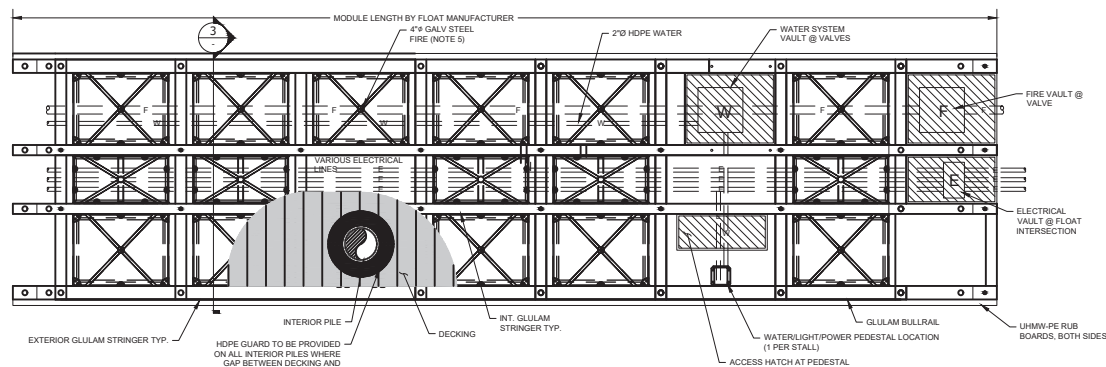 MODULE LENGTH BY FLOAT MANUFACTURER
3
-
4"ø GALV STEEL
FIRE (NOTE 5)
2"Ø HDPE WATER
WATER SYSTEM
VAULT @ VALVES
FIRE VAULT @
VALVE
F
F
F
F
F
W
F
F
F
W
W
W
VARIOUS ELECTRICAL
LINES
E
E
E
E
E
E
E
ELECTRICAL
VAULT @ FLOAT
INTERSECTION
EXTERIOR GLULAM STRINGER TYP.
INTERIOR PILE
HDPE GUARD TO BE PROVIDED
ON ALL INTERIOR PILES WHERE
GAP BETWEEN DECKING AND
DECKING
INT. GLULAM
STRINGER TYP.
WATER/LIGHT/POWER PEDESTAL LOCATION
(1 PER STALL)
ACCESS HATCH AT PEDESTAL
GLULAM BULLRAIL
UHMW-PE RUB
BOARDS, BOTH SIDES